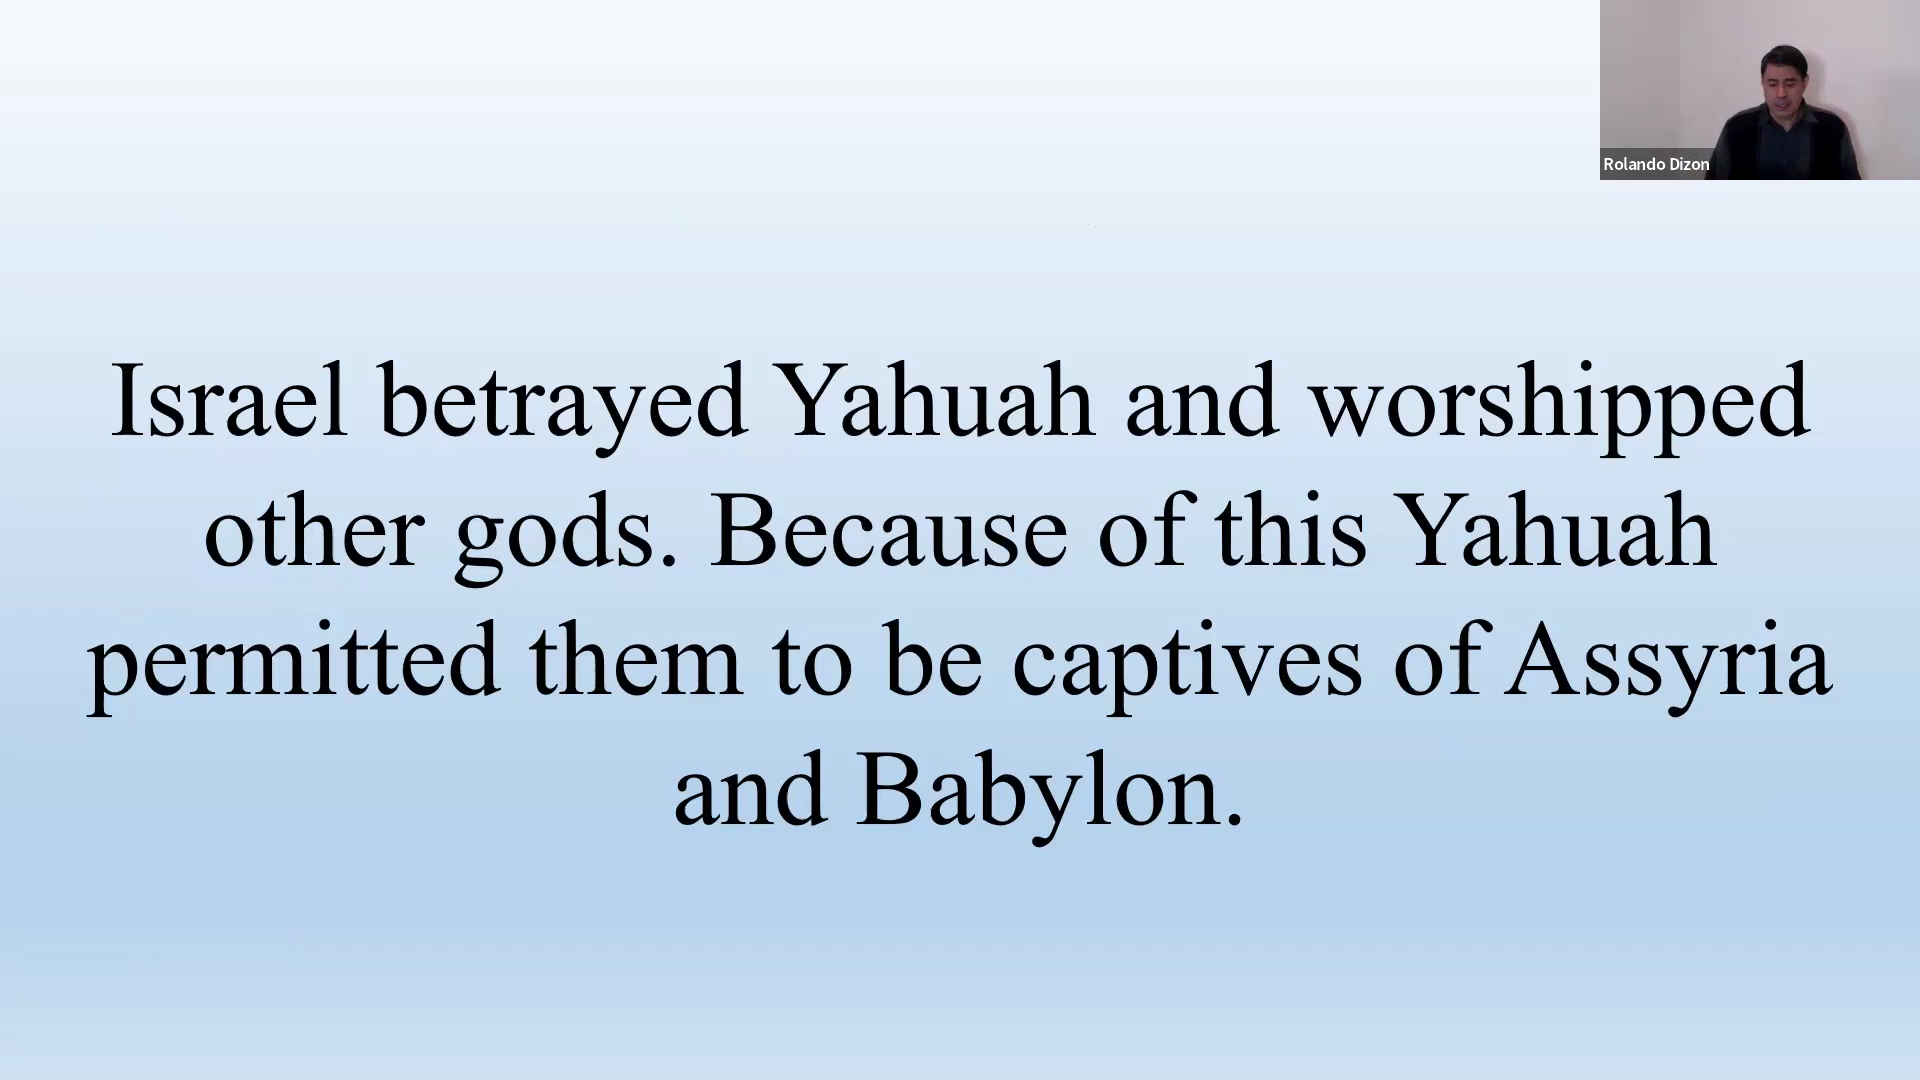 Rolando Dizon
Israel betrayed Yahuah and worshipped
other gods. Because of this Yahuah
permitted them to be captives of Assyria
and Babylon.